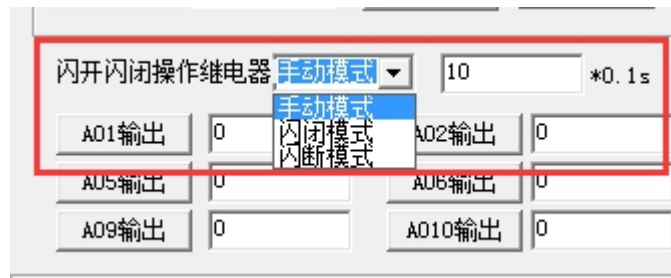 闪开闪闭操作继电器 手动模式 10 *0.1s
手动模式
闪闭模式
闪断模式
A01输出 0 A02输出 0
A05输出 0 A06输出 0
A09输出 0 A010输出 0